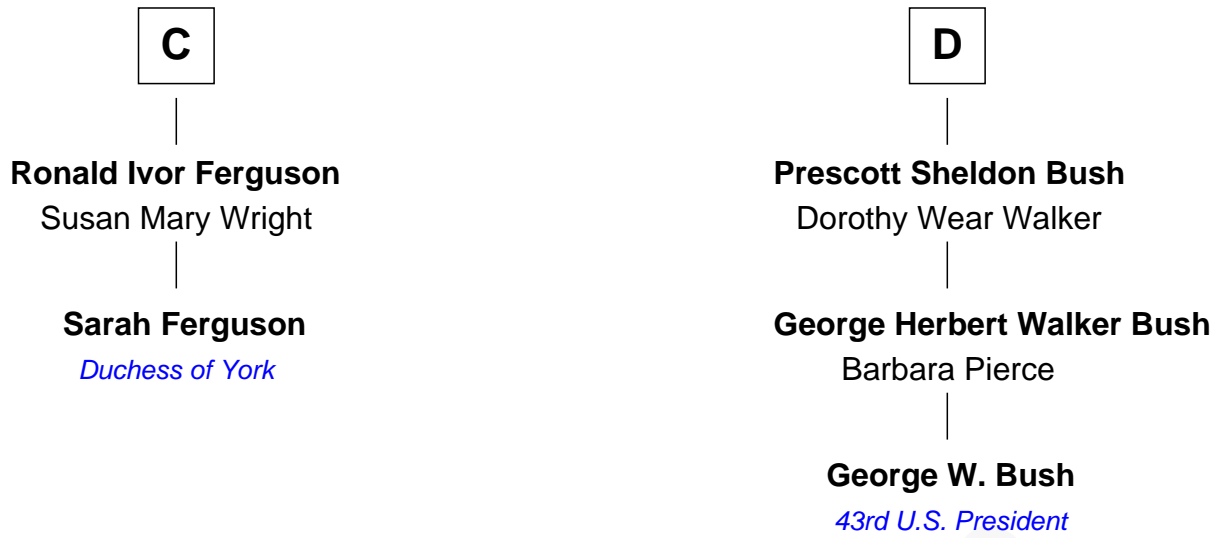 C
Ronald Ivor Ferguson
Susan Mary Wright
Sarah Ferguson
Duchess of York
D
Prescott Sheldon Bush
Dorothy Wear Walker
George Herbert Walker Bush
Barbara Pierce
George W. Bush
43rd U.S. President